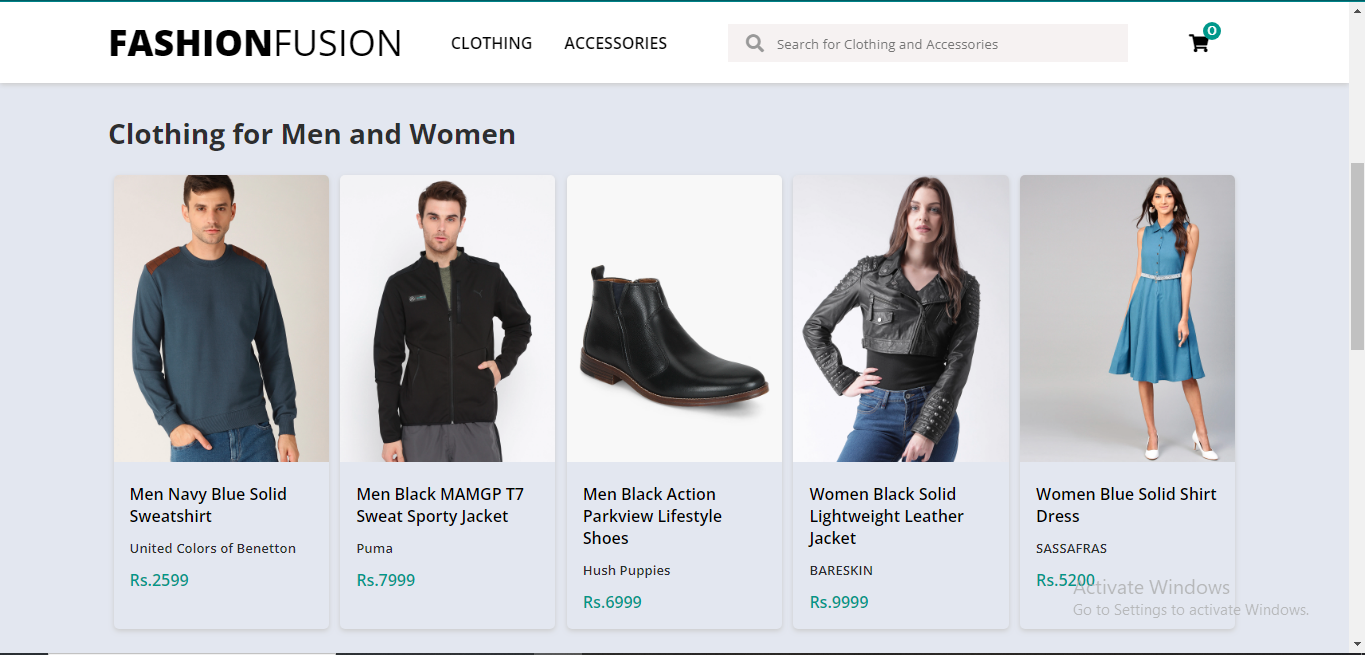 FASHIONFUSION
CLOTHING
ACCESSORIES
Search for Clothing and Accessories
0
Clothing for Men and Women
Men Navy Blue Solid
Sweatshirt
United Colors of Benetton
Rs.2599
Men Black MAMGP T7
Sweat Sporty Jacket
Puma
Rs.7999
Men Black Action
Parkview Lifestyle
Shoes
Hush Puppies
Rs.6999
Women Black Solid
Lightweight Leather
Jacket
BARESKIN
Rs.9999
Women Blue Solid Shirt
Dress
SASSAFRAS
Rs.5200
Activate Windows
Go to Settings to activate Windows.